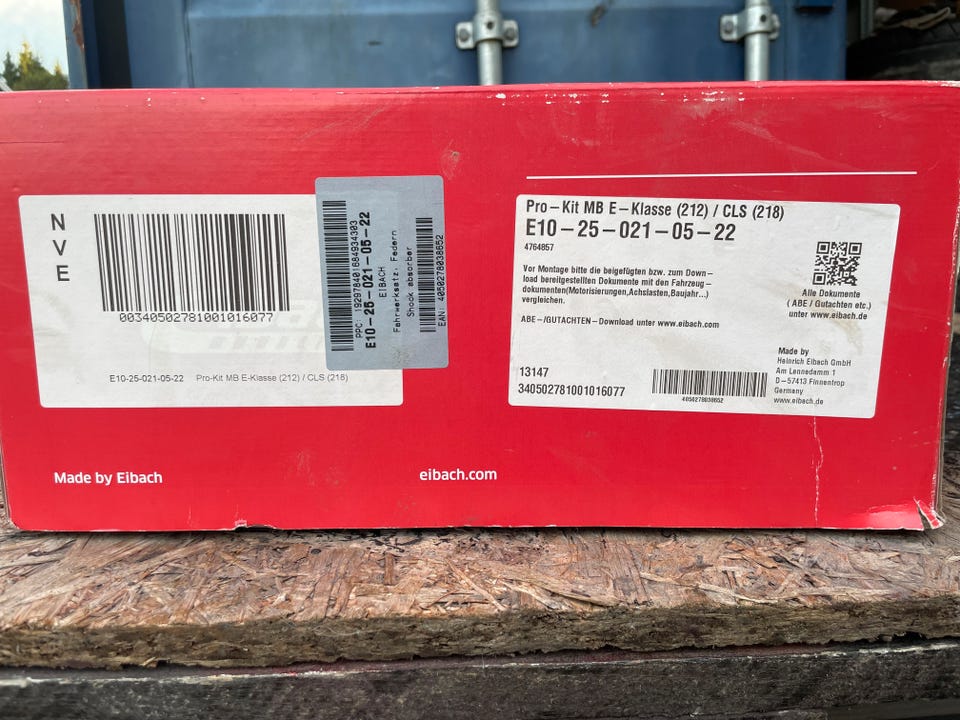 N
V
E
00340502781001016077
E10-25-021-05-22 Pro-Kit MB E-Klasse (212) / CLS (218)
PPC: 19297840168493​4303
E10-25-021-05-22
EIBACH
Fahrwerksatz: Federn
Shock absorber
EAN: 4050278038652
Pro-Kit MB E-Klasse (212) / CLS (218)
E10-25-021-05-22
4764857
Vor Montage bitte die beigefügten bzw. zum Down-
load bereitgestellten Dokumente mit den Fahrzeug-
dokumenten(Motorisierungen,Achslasten,Baujahr...)
vergleichen.
ABE-/GUTACHTEN-Download unter www.eibach.com
Alle Dokumente
( ABE / Gutachten etc.)
unter www.eibach.de
13147
340502781001016077
4050278038652
Made by
Heinrich Eibach GmbH
Am Lennedamm 1
D-57413 Finnentrop
Germany
www.eibach.de
Made by Eibach
eibach.com